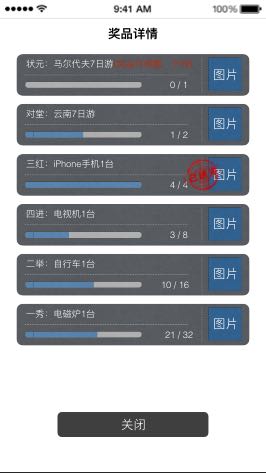 9:41 AM
100%
奖品详情
状元：马尔代夫7日游
0 / 1
图片
对堂：云南7日游
1 / 2
图片
三红：iPhone手机1台
4 / 4
图片
四进：电视机1台
3 / 8
图片
二举：自行车1台
10 / 16
图片
一秀：电磁炉1台
21 / 32
图片
关闭